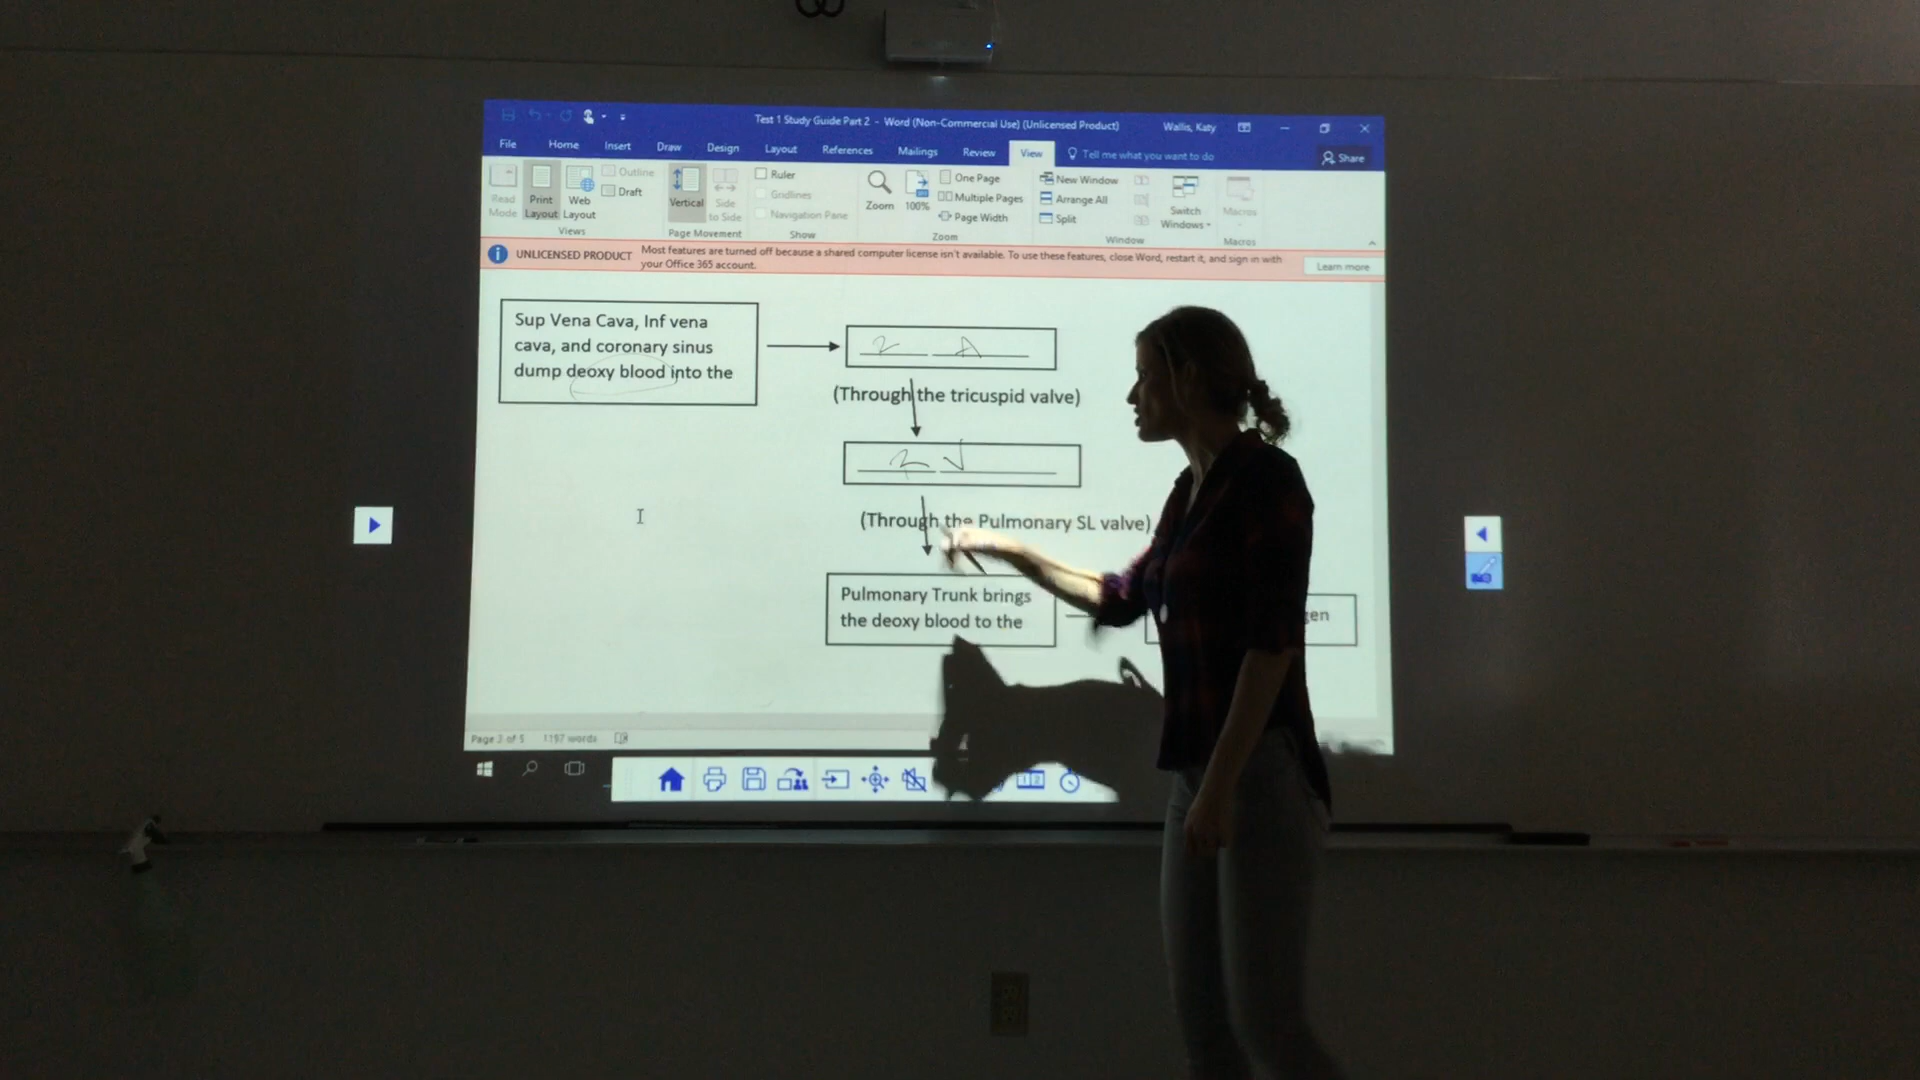 Test 1 Study Guide Part 2 - Word (Non-Commercial Use) (Unlicensed Product)
Wallis, Katy
File Home Insert Draw Design Layout References Mailings Review View Tell me what you want to do Share
Read Mode
Print Layout
Web Layout
Outline
Draft
Views
Vertical
Side to Side
Page Movement
Ruler
Gridlines
Navigation Pane
Show
Zoom
100%
One Page
Multiple Pages
Page Width
Zoom
New Window
Arrange All
Split
Switch Windows
Window
Macros
Macros
UNLICENSED PRODUCT Most features are turned off because a shared computer license isn't available. To use these features, close Word, restart it, and sign in with
your Office 365 account.
Learn more
Sup Vena Cava, Inf vena
cava, and coronary sinus
dump deoxy blood into the
A
(Through the tricuspid valve)
V
(Through the Pulmonary SL valve)
Pulmonary Trunk brings
the deoxy blood to the
Page 3 of 5 1197 words